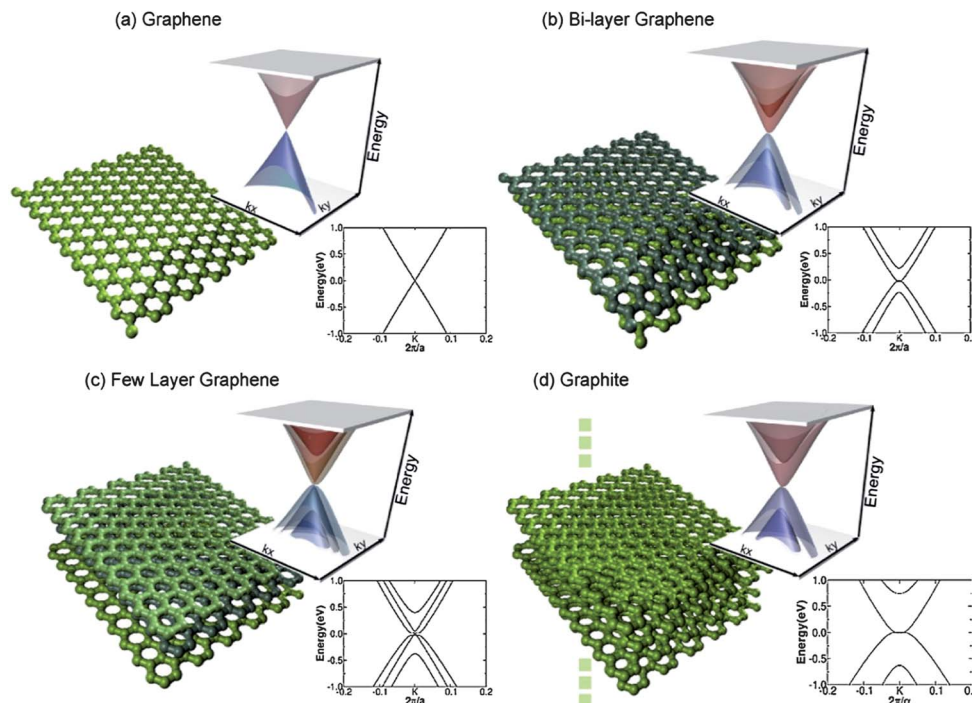 (a) Graphene
Energy
kx
ky
1.0
0.5
0.0
-0.5
-1.0
Energy(eV)
-0.2 -0.1 K 0.1 0.2
2π/a
(b) Bi-layer Graphene
Energy
kx
ky
1.0
0.5
0.0
-0.5
-1.0
Energy(eV)
-0.2 -0.1 K 0.1 0.2
2π/a
(c) Few Layer Graphene
Energy
kx
ky
1.0
0.5
0.0
-0.5
-1.0
Energy(eV)
-0.2 -0.1 K 0.1 0.2
2π/a
(d) Graphite
Energy
kx
ky
1.0
0.5
0.0
-0.5
-1.0
Energy(eV)
-0.2 -0.1 K 0.1 0.2
2π/α